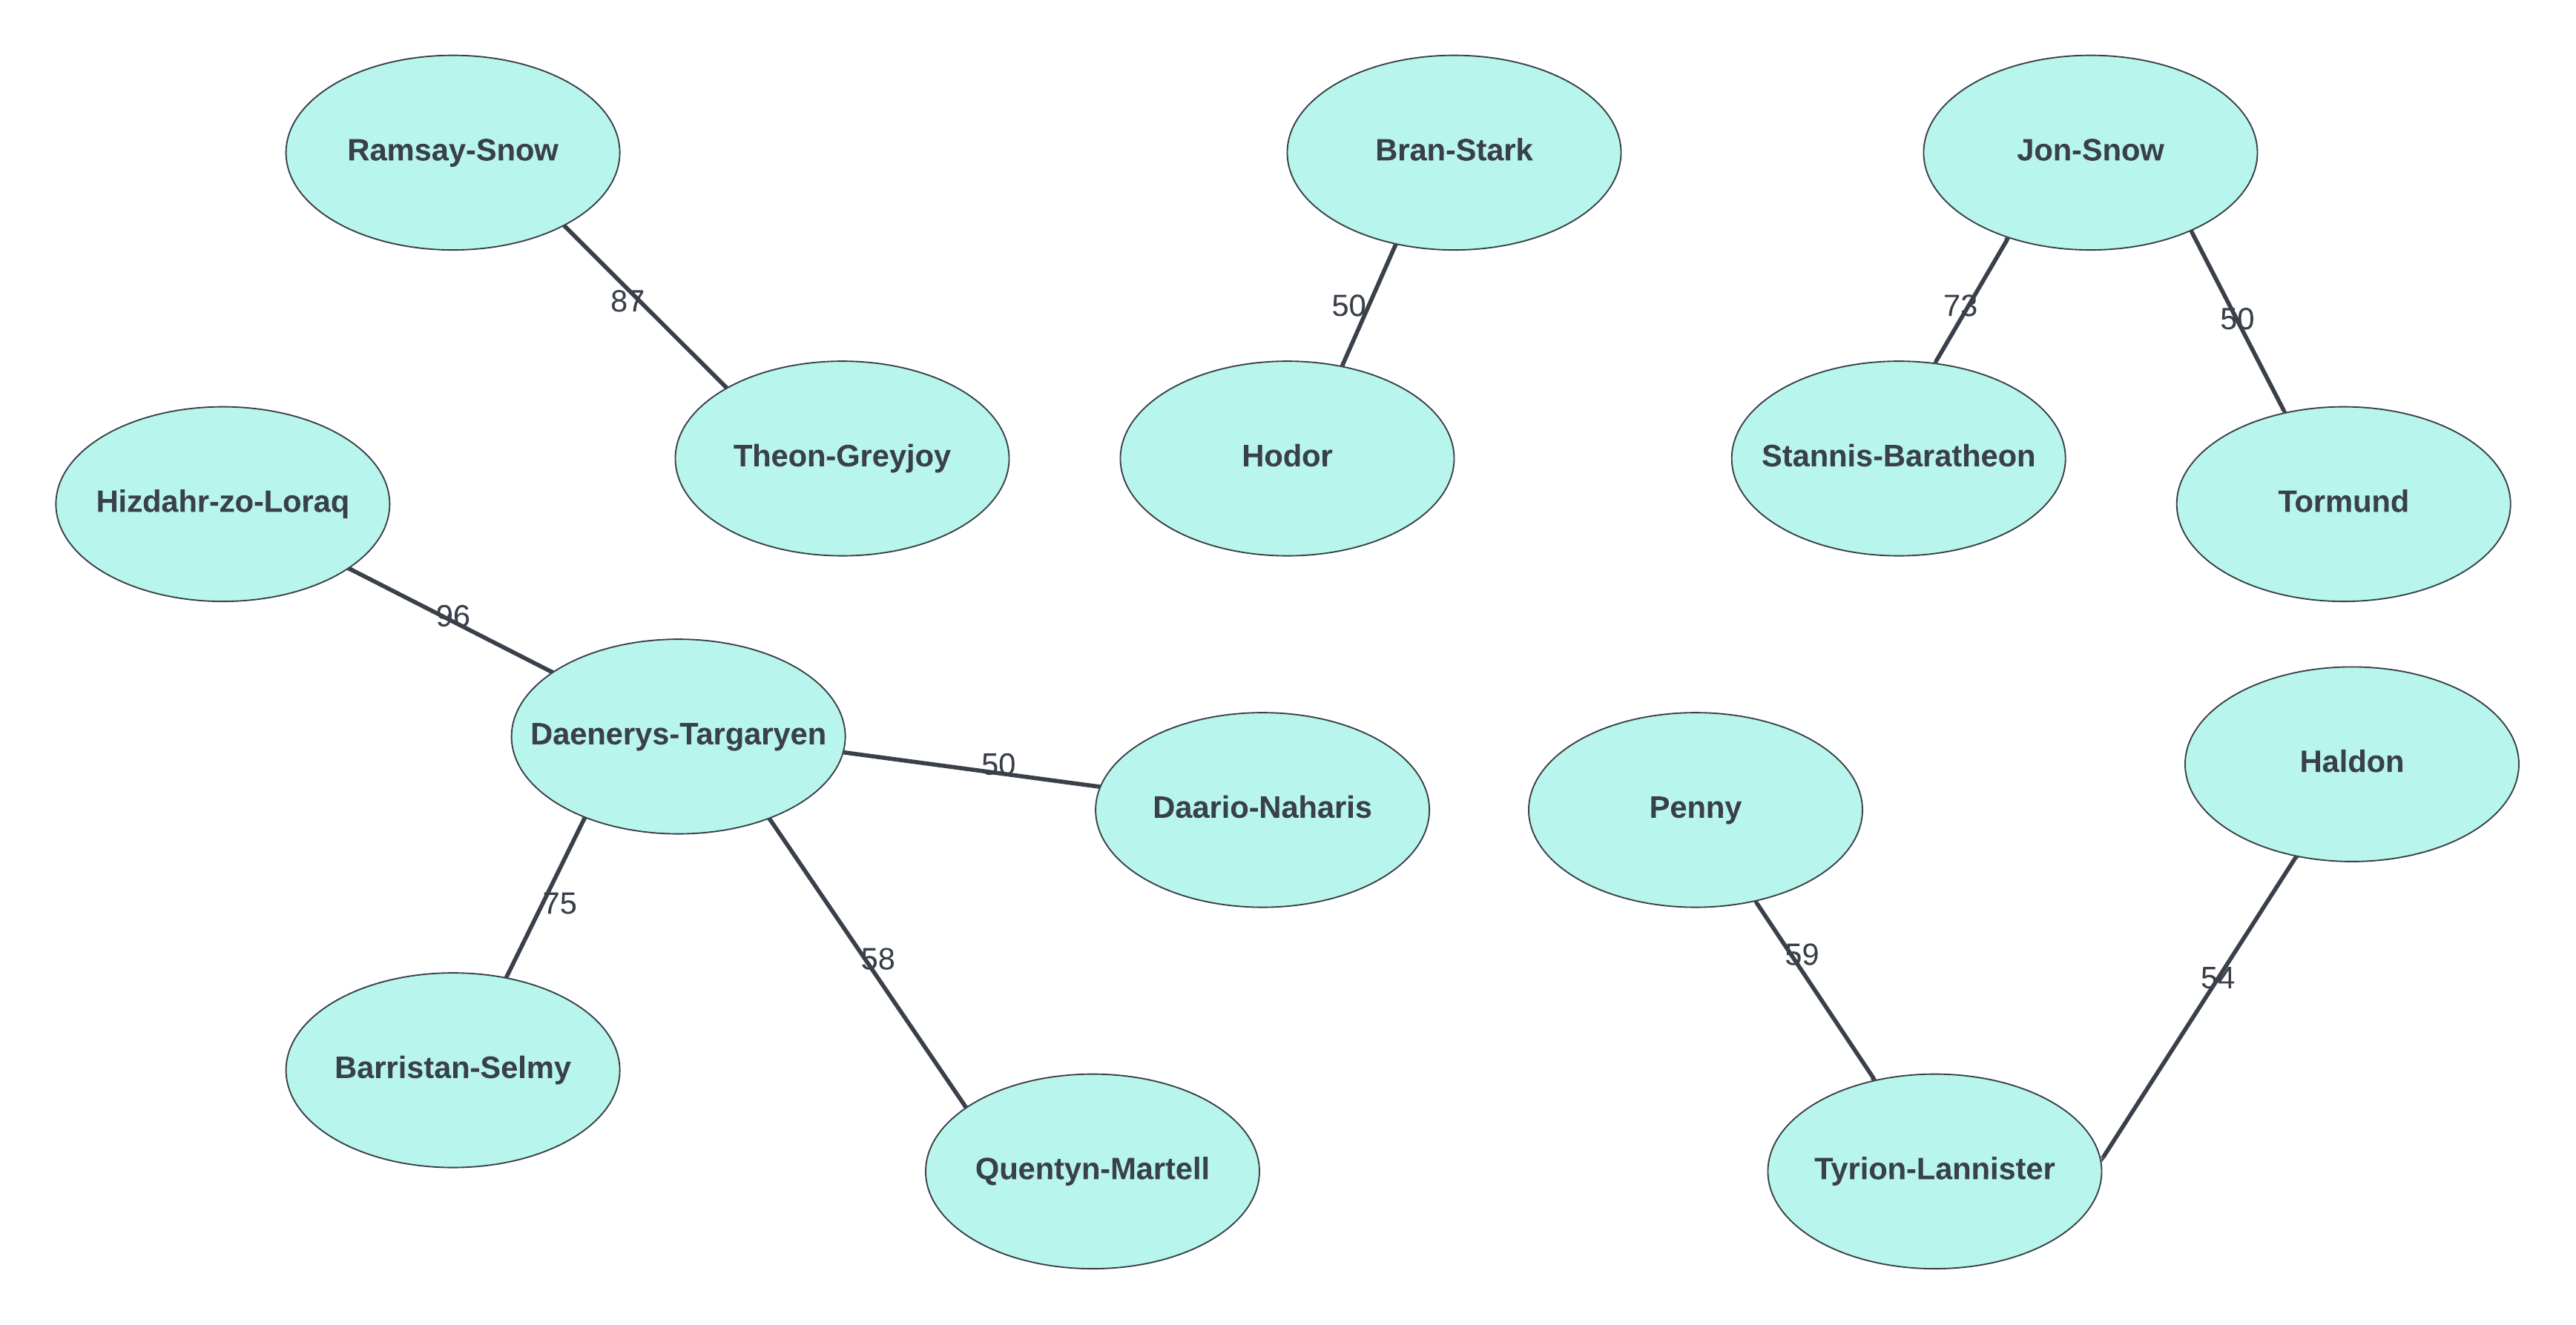 Ramsay-Snow
Bran-Stark
Jon-Snow
87
50
73
50
Theon-Greyjoy
Hodor
Stannis-Baratheon
Hizdahr-zo-Loraq
Tormund
96
Daenerys-Targaryen
50
Haldon
Daario-Naharis
Penny
75
58
59
54
Barristan-Selmy
Quentyn-Martell
Tyrion-Lannister